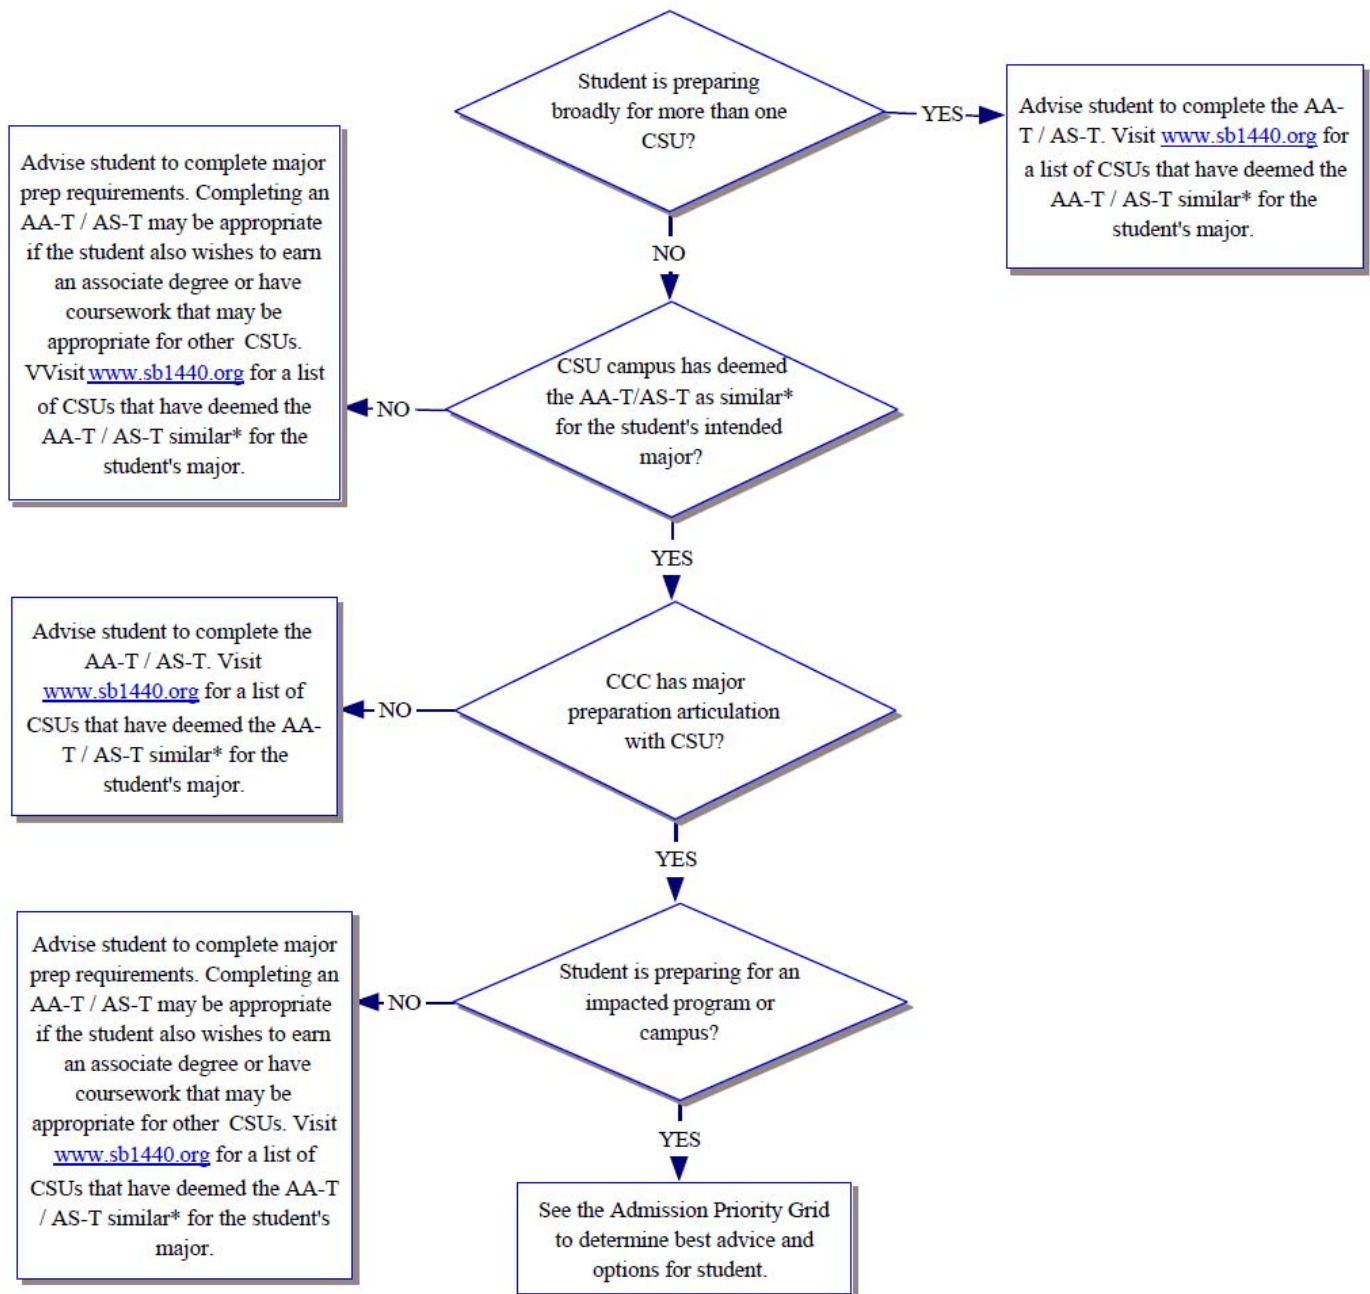 Student is preparing
broadly for more than one
CSU?
YES
Advise student to complete the AA-
T / AS-T. Visit www.sb1440.org for
a list of CSUs that have deemed the
AA-T / AS-T similar* for the
student's major.
NO
CSU campus has deemed
the AA-T/AS-T as similar*
for the student's intended
major?
NO
Advise student to complete major
prep requirements. Completing an
AA-T / AS-T may be appropriate
if the student also wishes to earn
an associate degree or have
coursework that may be
appropriate for other CSUs.
VVisit www.sb1440.org for a list
of CSUs that have deemed the
AA-T / AS-T similar* for the
student's major.
YES
CCC has major
preparation articulation
with CSU?
NO
Advise student to complete the
AA-T / AS-T. Visit
www.sb1440.org for a list of
CSUs that have deemed the AA-
T / AS-T similar* for the
student's major.
YES
Student is preparing for an
impacted program or
campus?
NO
Advise student to complete major
prep requirements. Completing an
AA-T / AS-T may be appropriate
if the student also wishes to earn
an associate degree or have
coursework that may be
appropriate for other CSUs. Visit
www.sb1440.org for a list of
CSUs that have deemed the AA-T
/ AS-T similar* for the student's
major.
YES
See the Admission Priority Grid
to determine best advice and
options for student.